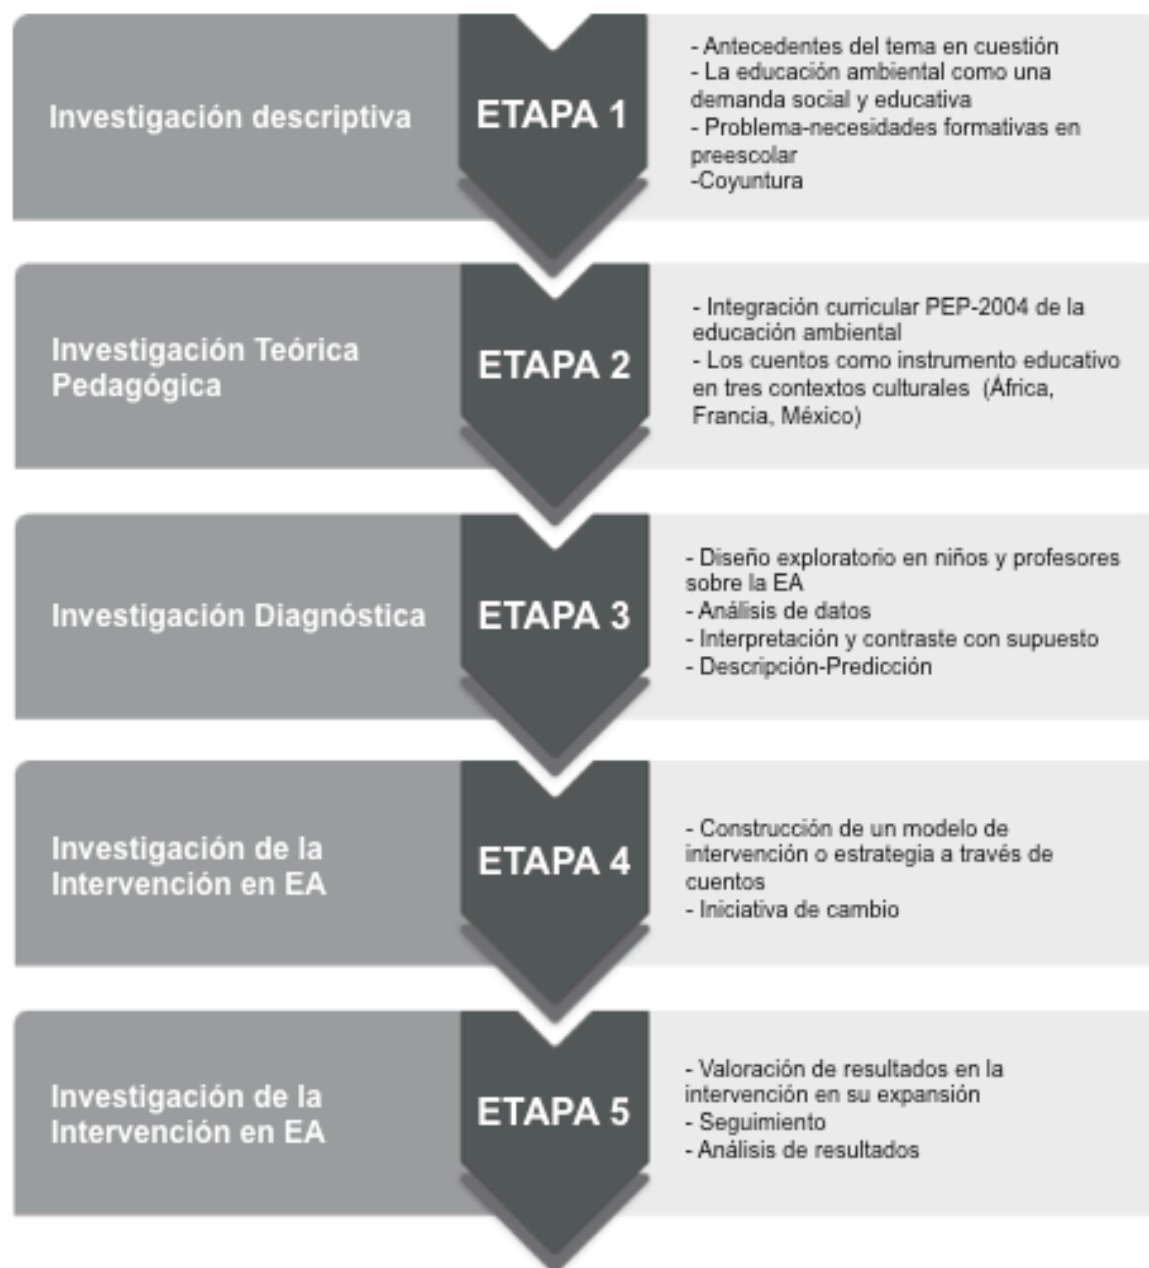 Investigación descriptiva
ETAPA 1
- Antecedentes del tema en cuestión
- La educación ambiental como una
demanda social y educativa
- Problema-necesidades formativas en
preescolar
-Coyuntura
Investigación Teórica
Pedagógica
ETAPA 2
- Integración curricular PEP-2004 de la
educación ambiental
- Los cuentos como instrumento educativo
en tres contextos culturales (África,
Francia, México)
Investigación Diagnóstica
ETAPA 3
- Diseño exploratorio en niños y profesores
sobre la EA
- Análisis de datos
- Interpretación y contraste con supuesto
- Descripción-Predicción
Investigación de la
Intervención en EA
ETAPA 4
- Construcción de un modelo de
intervención o estrategia a través de
cuentos
- Iniciativa de cambio
Investigación de la
Intervención en EA
ETAPA 5
- Valoración de resultados en la
intervención en su expansión
- Seguimiento
- Análisis de resultados